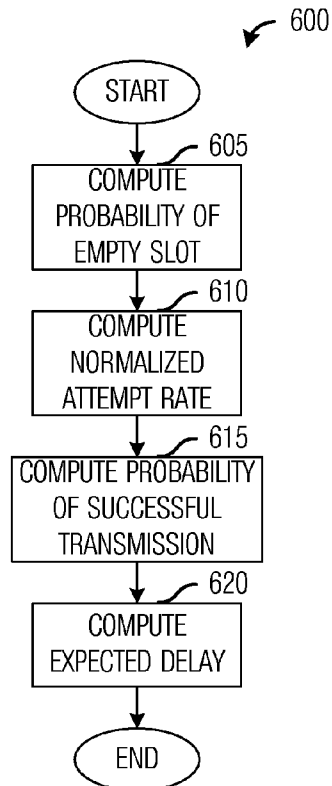 600
START
605
COMPUTE
PROBABILITY OF
EMPTY SLOT
610
COMPUTE
NORMALIZED
ATTEMPT RATE
615
COMPUTE PROBABILITY
OF SUCCESSFUL
TRANSMISSION
620
COMPUTE
EXPECTED DELAY
END